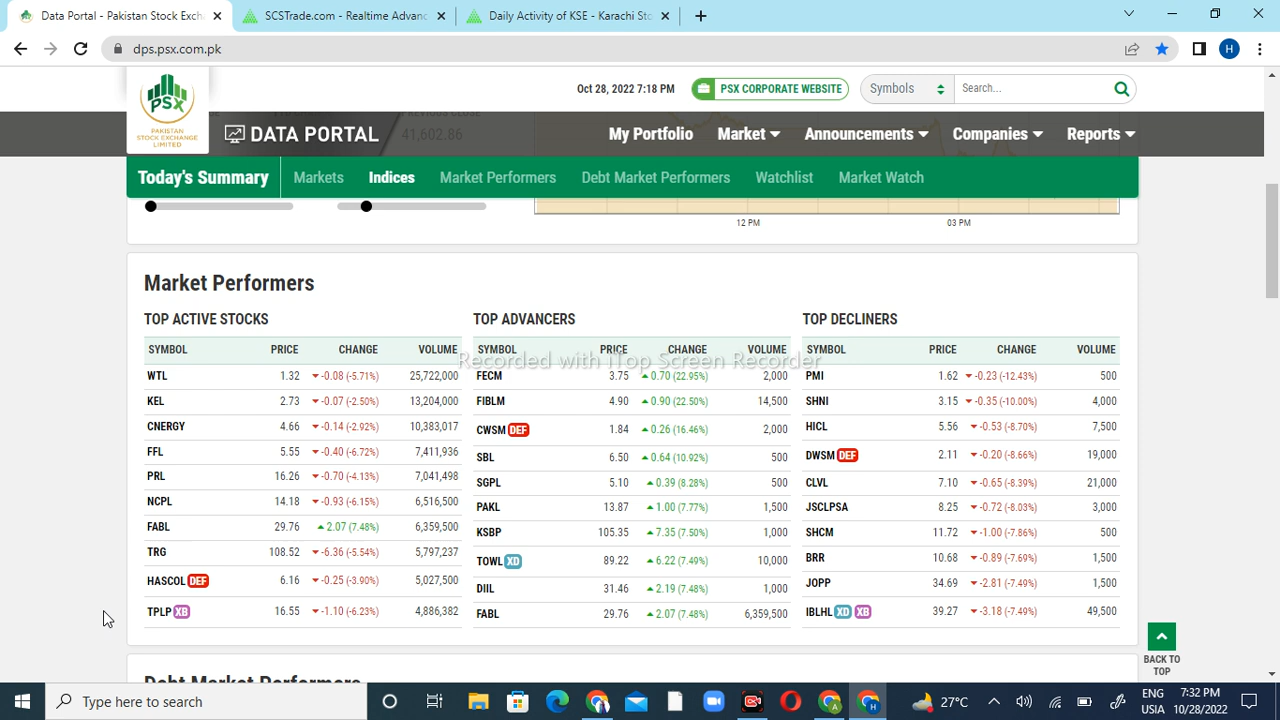 Data Portal - Pakistan Stock Exch
SCSTrade.com - Realtime Advanc
Daily Activity of KSE - Karachi Sto
dps.psx.com.pk
H
PSX
PAKISTAN
STOCK EXCHANGE
LIMITED
Oct 28, 2022 7:18 PM
PSX CORPORATE WEBSITE
Symbols
Search...
DATA PORTAL
41,602.86
My Portfolio
Market
Announcements
Companies
Reports
Today's Summary
Markets
Indices
Market Performers
Debt Market Performers
Watchlist
Market Watch
12 PM
03 PM
Market Performers
TOP ACTIVE STOCKS
SYMBOL PRICE CHANGE VOLUME
WTL 1.32 -0.08 (-5.71%) 25,722,000
KEL 2.73 -0.07 (-2.50%) 13,204,000
CNERGY 4.66 -0.14 (-2.92%) 10,383,017
FFL 5.55 -0.40 (-6.72%) 7,411,936
PRL 16.26 -0.70 (-4.13%) 7,041,498
NCPL 14.18 -0.93 (-6.15%) 6,516,500
FABL 29.76 2.07 (7.48%) 6,359,500
TRG 108.52 -6.36 (-5.54%) 5,797,237
HASCOL DEF 6.16 -0.25 (-3.90%) 5,027,500
TPLP XB 16.55 -1.10 (-6.23%) 4,886,382
TOP ADVANCERS
SYMBOL PRICE CHANGE VOLUME
FECM 3.75 0.70 (22.95%) 2,000
FIBLM 4.90 0.90 (22.50%) 14,500
CWSM DEF 1.84 0.26 (16.46%) 2,000
SBL 6.50 0.64 (10.92%) 500
SGPL 5.10 0.39 (8.28%) 500
PAKL 13.87 1.00 (7.77%) 1,500
KSBP 105.35 7.35 (7.50%) 1,000
TOWL XD 89.22 6.22 (7.49%) 10,000
DIIL 31.46 2.19 (7.48%) 1,000
FABL 29.76 2.07 (7.48%) 6,359,500
TOP DECLINERS
SYMBOL PRICE CHANGE VOLUME
PMI 1.62 -0.23 (-12.43%) 500
SHNI 3.15 -0.35 (-10.00%) 4,000
HICL 5.56 -0.53 (-8.70%) 7,500
DWSM DEF 2.11 -0.20 (-8.66%) 19,000
CLVL 7.10 -0.65 (-8.39%) 21,000
JSCLPSA 8.25 -0.72 (-8.03%) 3,000
SHCM 11.72 -1.00 (-7.86%) 500
BRR 10.68 -0.89 (-7.69%) 1,500
JOPP 34.69 -2.81 (-7.49%) 1,500
IBLHL XD XB 39.27 -3.18 (-7.49%) 49,500
Recorded with iTop Screen Recorder
BACK TO
TOP
Type here to search
27°C
ENG
USIA
7:32 PM
10/28/2022